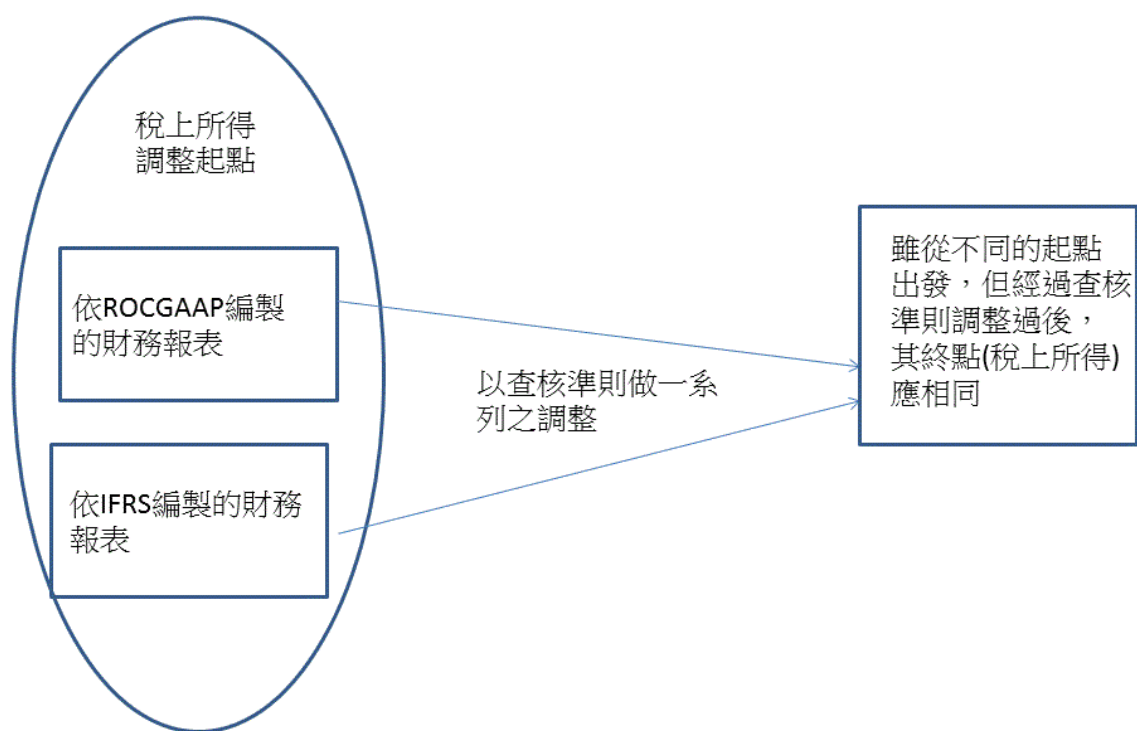 稅上所得
調整起點
依ROCGAAP編製
的財務報表
依IFRS編製的財務
報表
以查核準則做一系
列之調整
雖從不同的起點
出發，但經過查核
準則調整過後，
其終點(稅上所得)
應相同